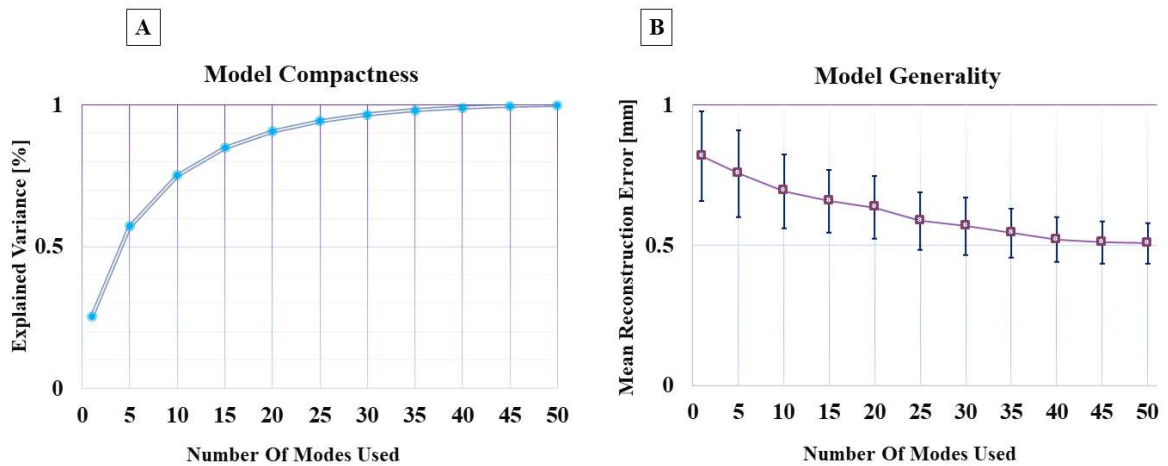 A
Model Compactness
Explained Variance [%]
1
0.5
0
0 5 10 15 20 25 30 35 40 45 50
Number Of Modes Used
B
Model Generality
Mean Reconstruction Error [mm]
1
0.5
0
0 5 10 15 20 25 30 35 40 45 50
Number Of Modes Used